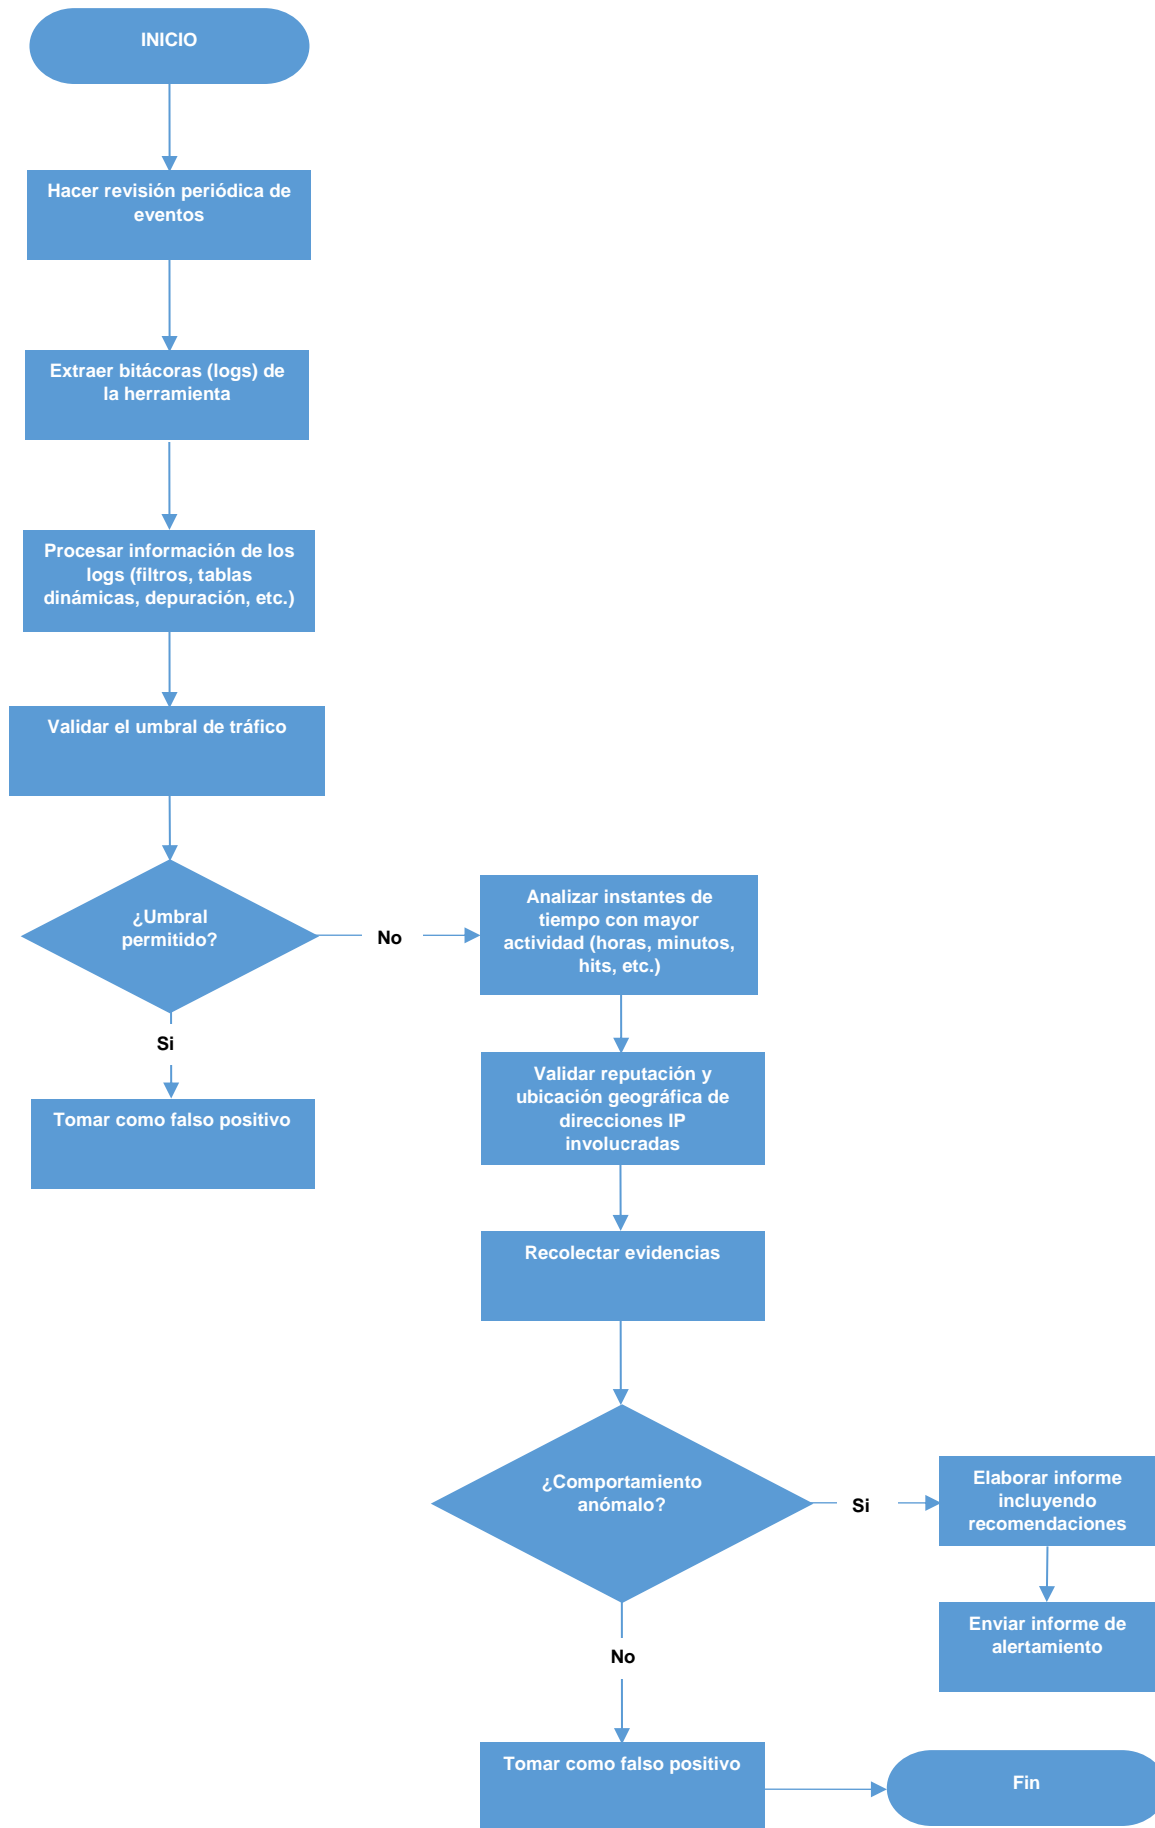 INICIO
Hacer revisión periódica de
eventos
Extraer bitácoras (logs) de
la herramienta
Procesar información de los
logs (filtros, tablas
dinámicas, depuración, etc.)
Validar el umbral de tráfico
¿Umbral
permitido?
No
Si
Tomar como falso positivo
Analizar instantes de
tiempo con mayor
actividad (horas, minutos,
hits, etc.)
Validar reputación y
ubicación geográfica de
direcciones IP
involucradas
Recolectar evidencias
¿Comportamiento
anómalo?
Si
Elaborar informe
incluyendo
recomendaciones
Enviar informe de
alertamiento
No
Tomar como falso positivo
Fin